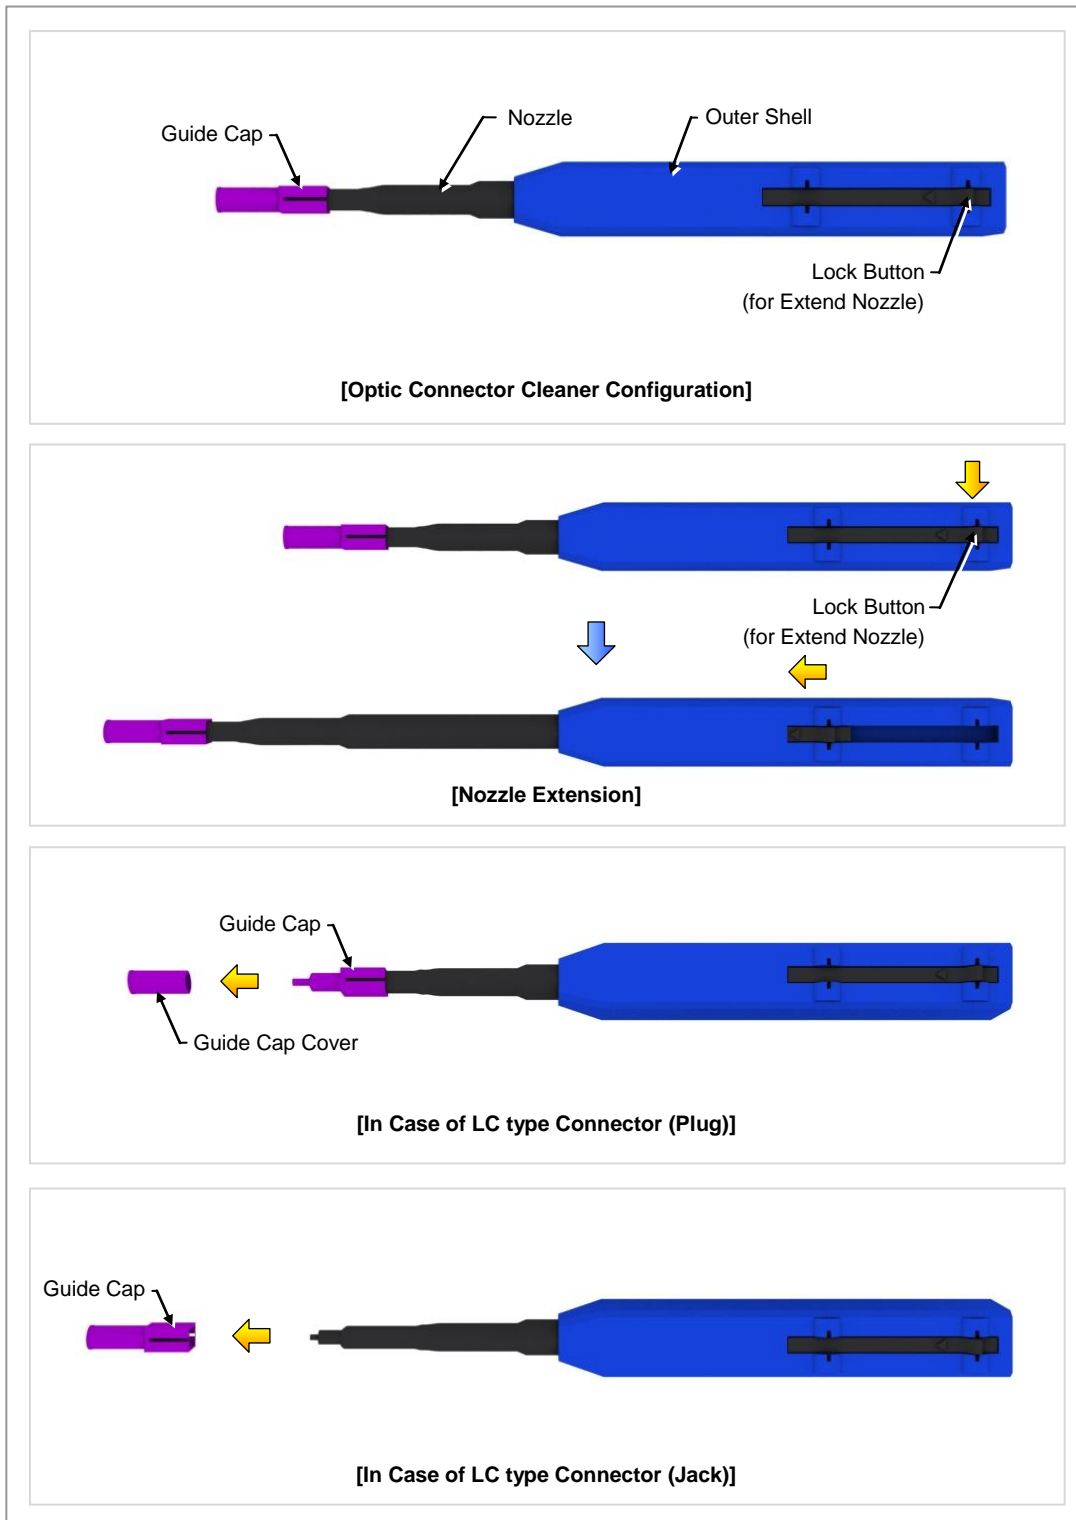 Guide Cap
Nozzle
Outer Shell
Lock Button
(for Extend Nozzle)
[Optic Connector Cleaner Configuration]
Lock Button
(for Extend Nozzle)
[Nozzle Extension]
Guide Cap
Guide Cap Cover
[In Case of LC type Connector (Plug)]
Guide Cap
[In Case of LC type Connector (Jack)]